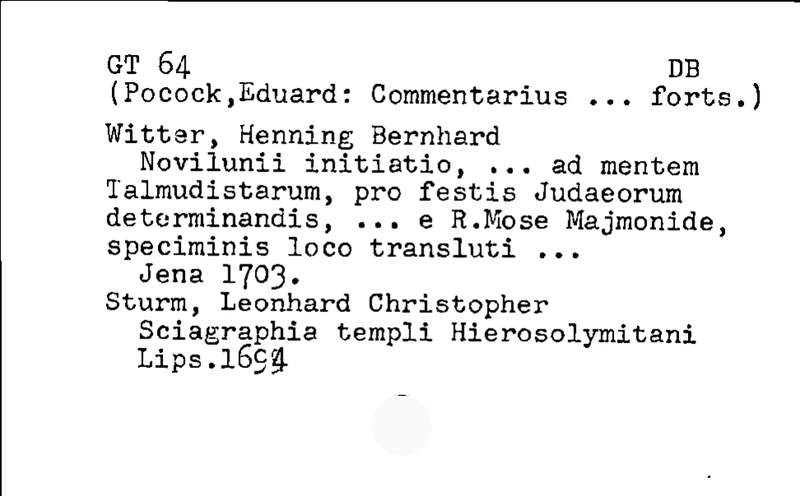 GT 64 DB
(Pocock,Eduard: Commentarius ... forts.)
Witter, Henning Bernhard
Novilunii initiatio, ... ad mentem
Talmudistarum, pro festis Judaeorum
determinandis, ... e R.Mose Majmonide,
speciminis loco transluti ...
Jena 1703.
Sturm, Leonhard Christopher
Sciagraphia templi Hierosolymitani
Lips.1694